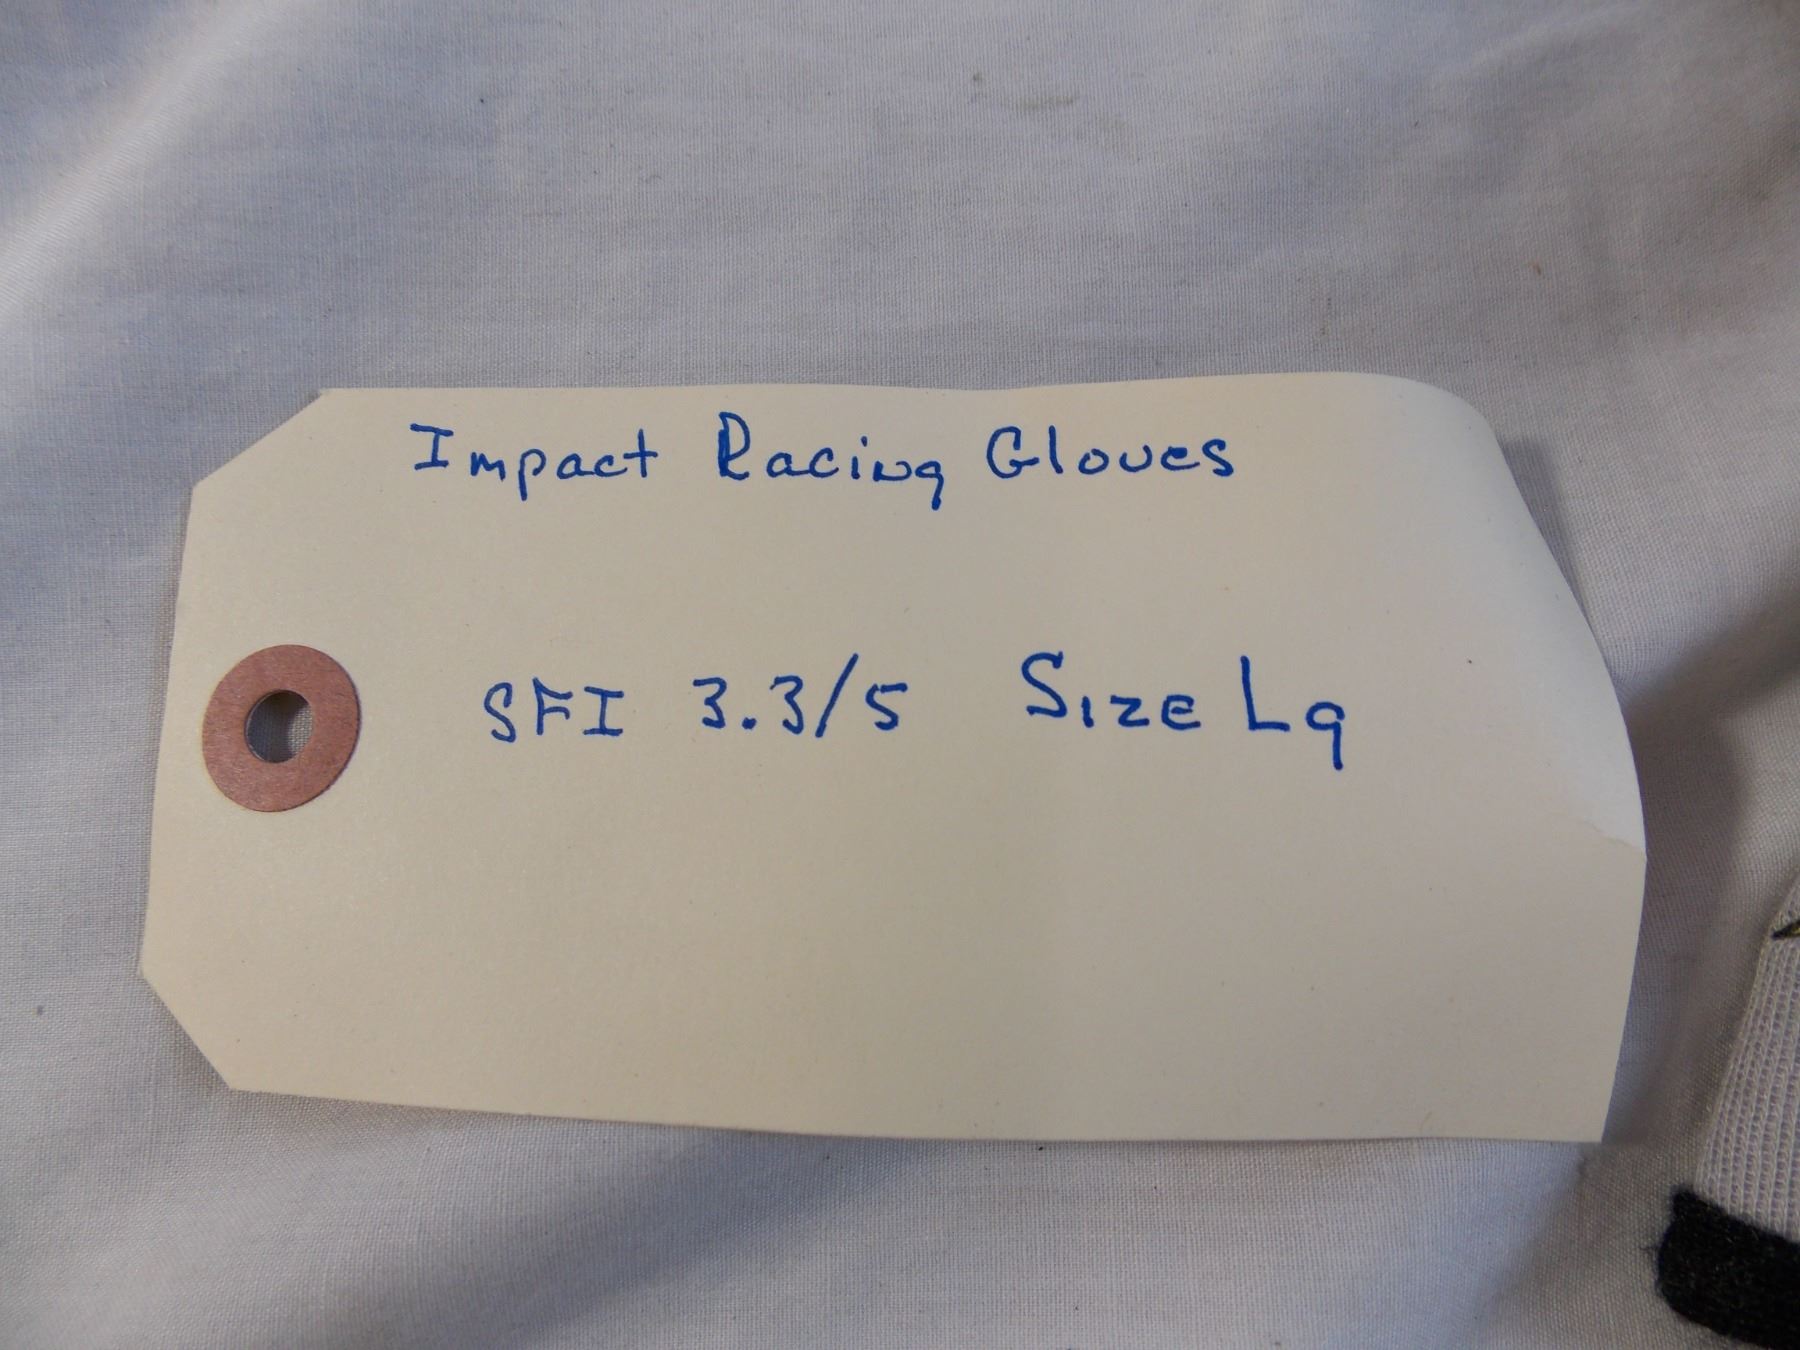 Impact Racing Gloves
SFI 3.3/5 Size Lg